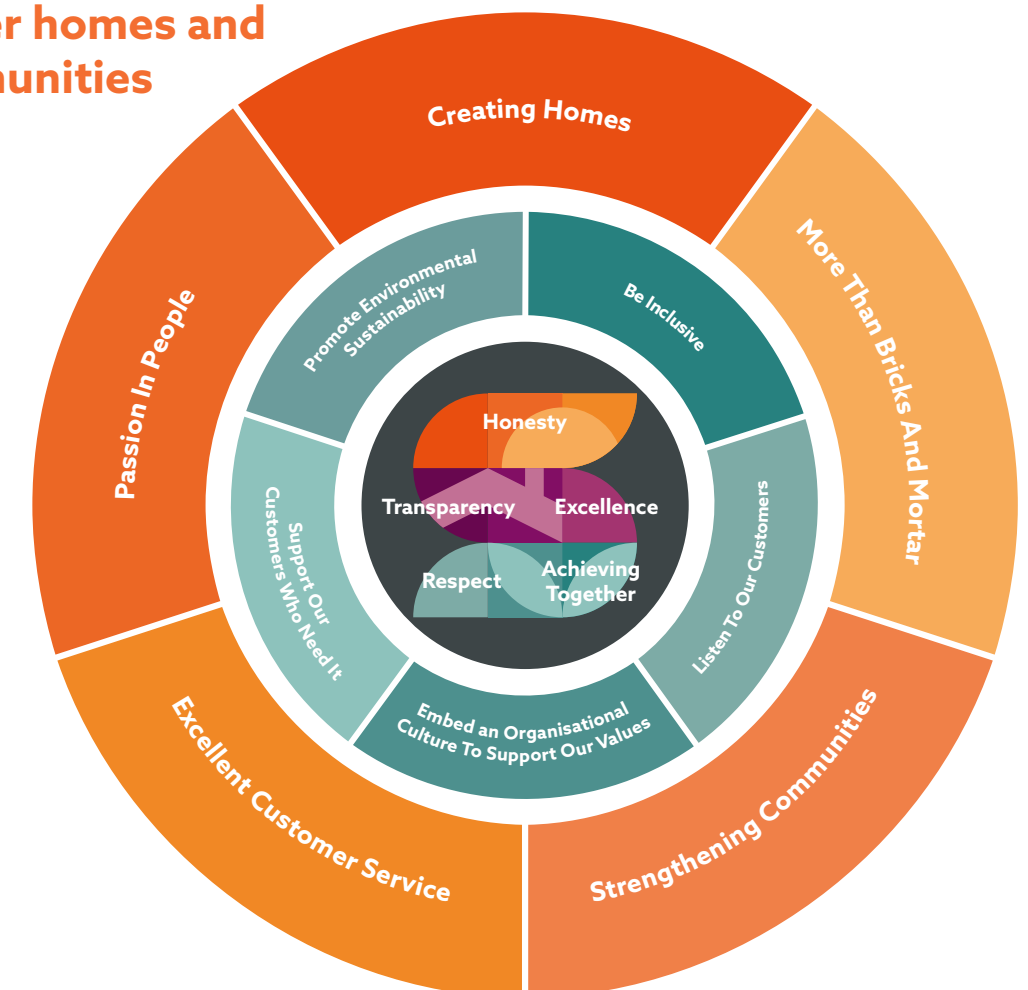 er homes and
unities
Creating Homes
More Than Bricks And Mortar
Strengthening Communities
Excellent Customer Service
Passion In People
Promote Environmental
Sustainability
Be Inclusive
Listen To Our Customers
Embed an Organisational
Culture To Support Our Values
Support Our
Customers Who Need It
Honesty
Transparency
Excellence
Respect
Achieving
Together